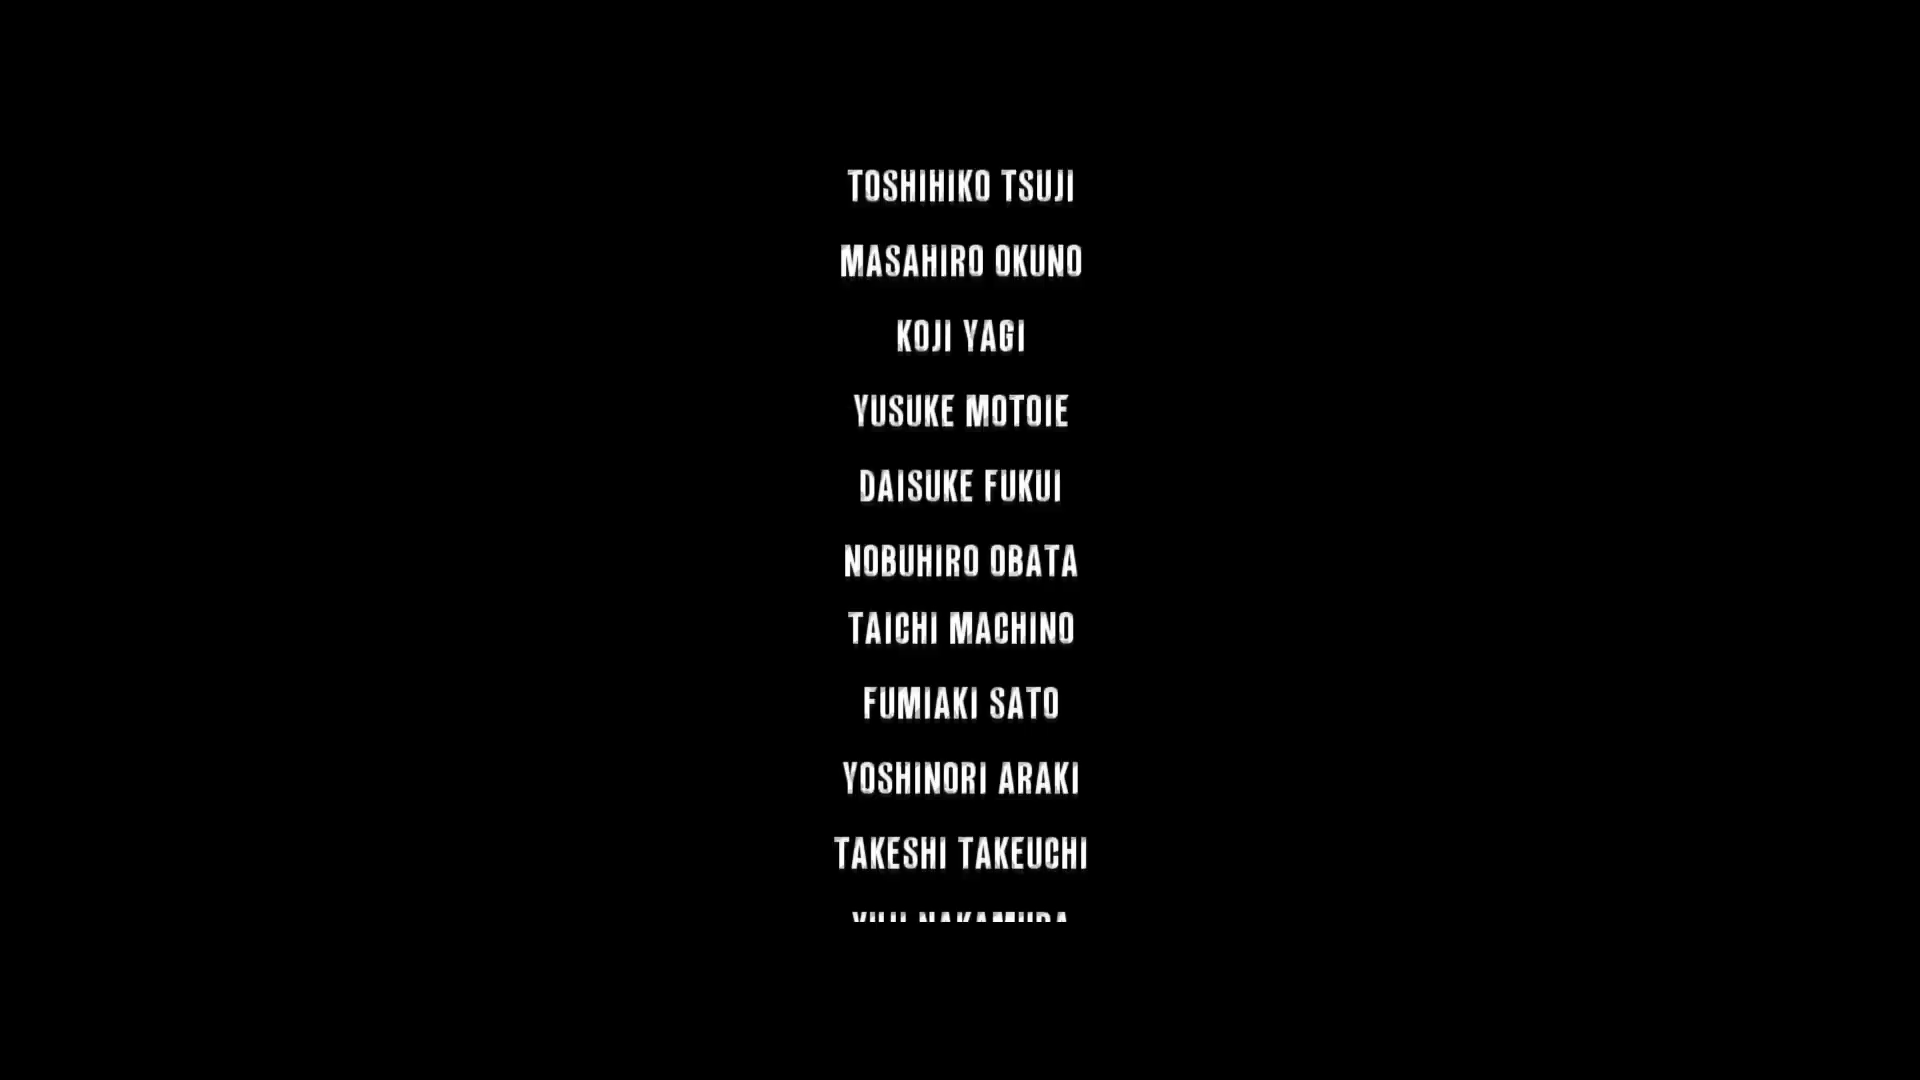 TOSHIHIKO TSUJI
MASAHIRO OKUNO
KOJI YAGI
YUSUKE MOTOIE
DAISUKE FUKUI
NOBUHIRO OBATA
TAICHI MACHINO
FUMIAKI SATO
YOSHINORI ARAKI
TAKESHI TAKEUCHI